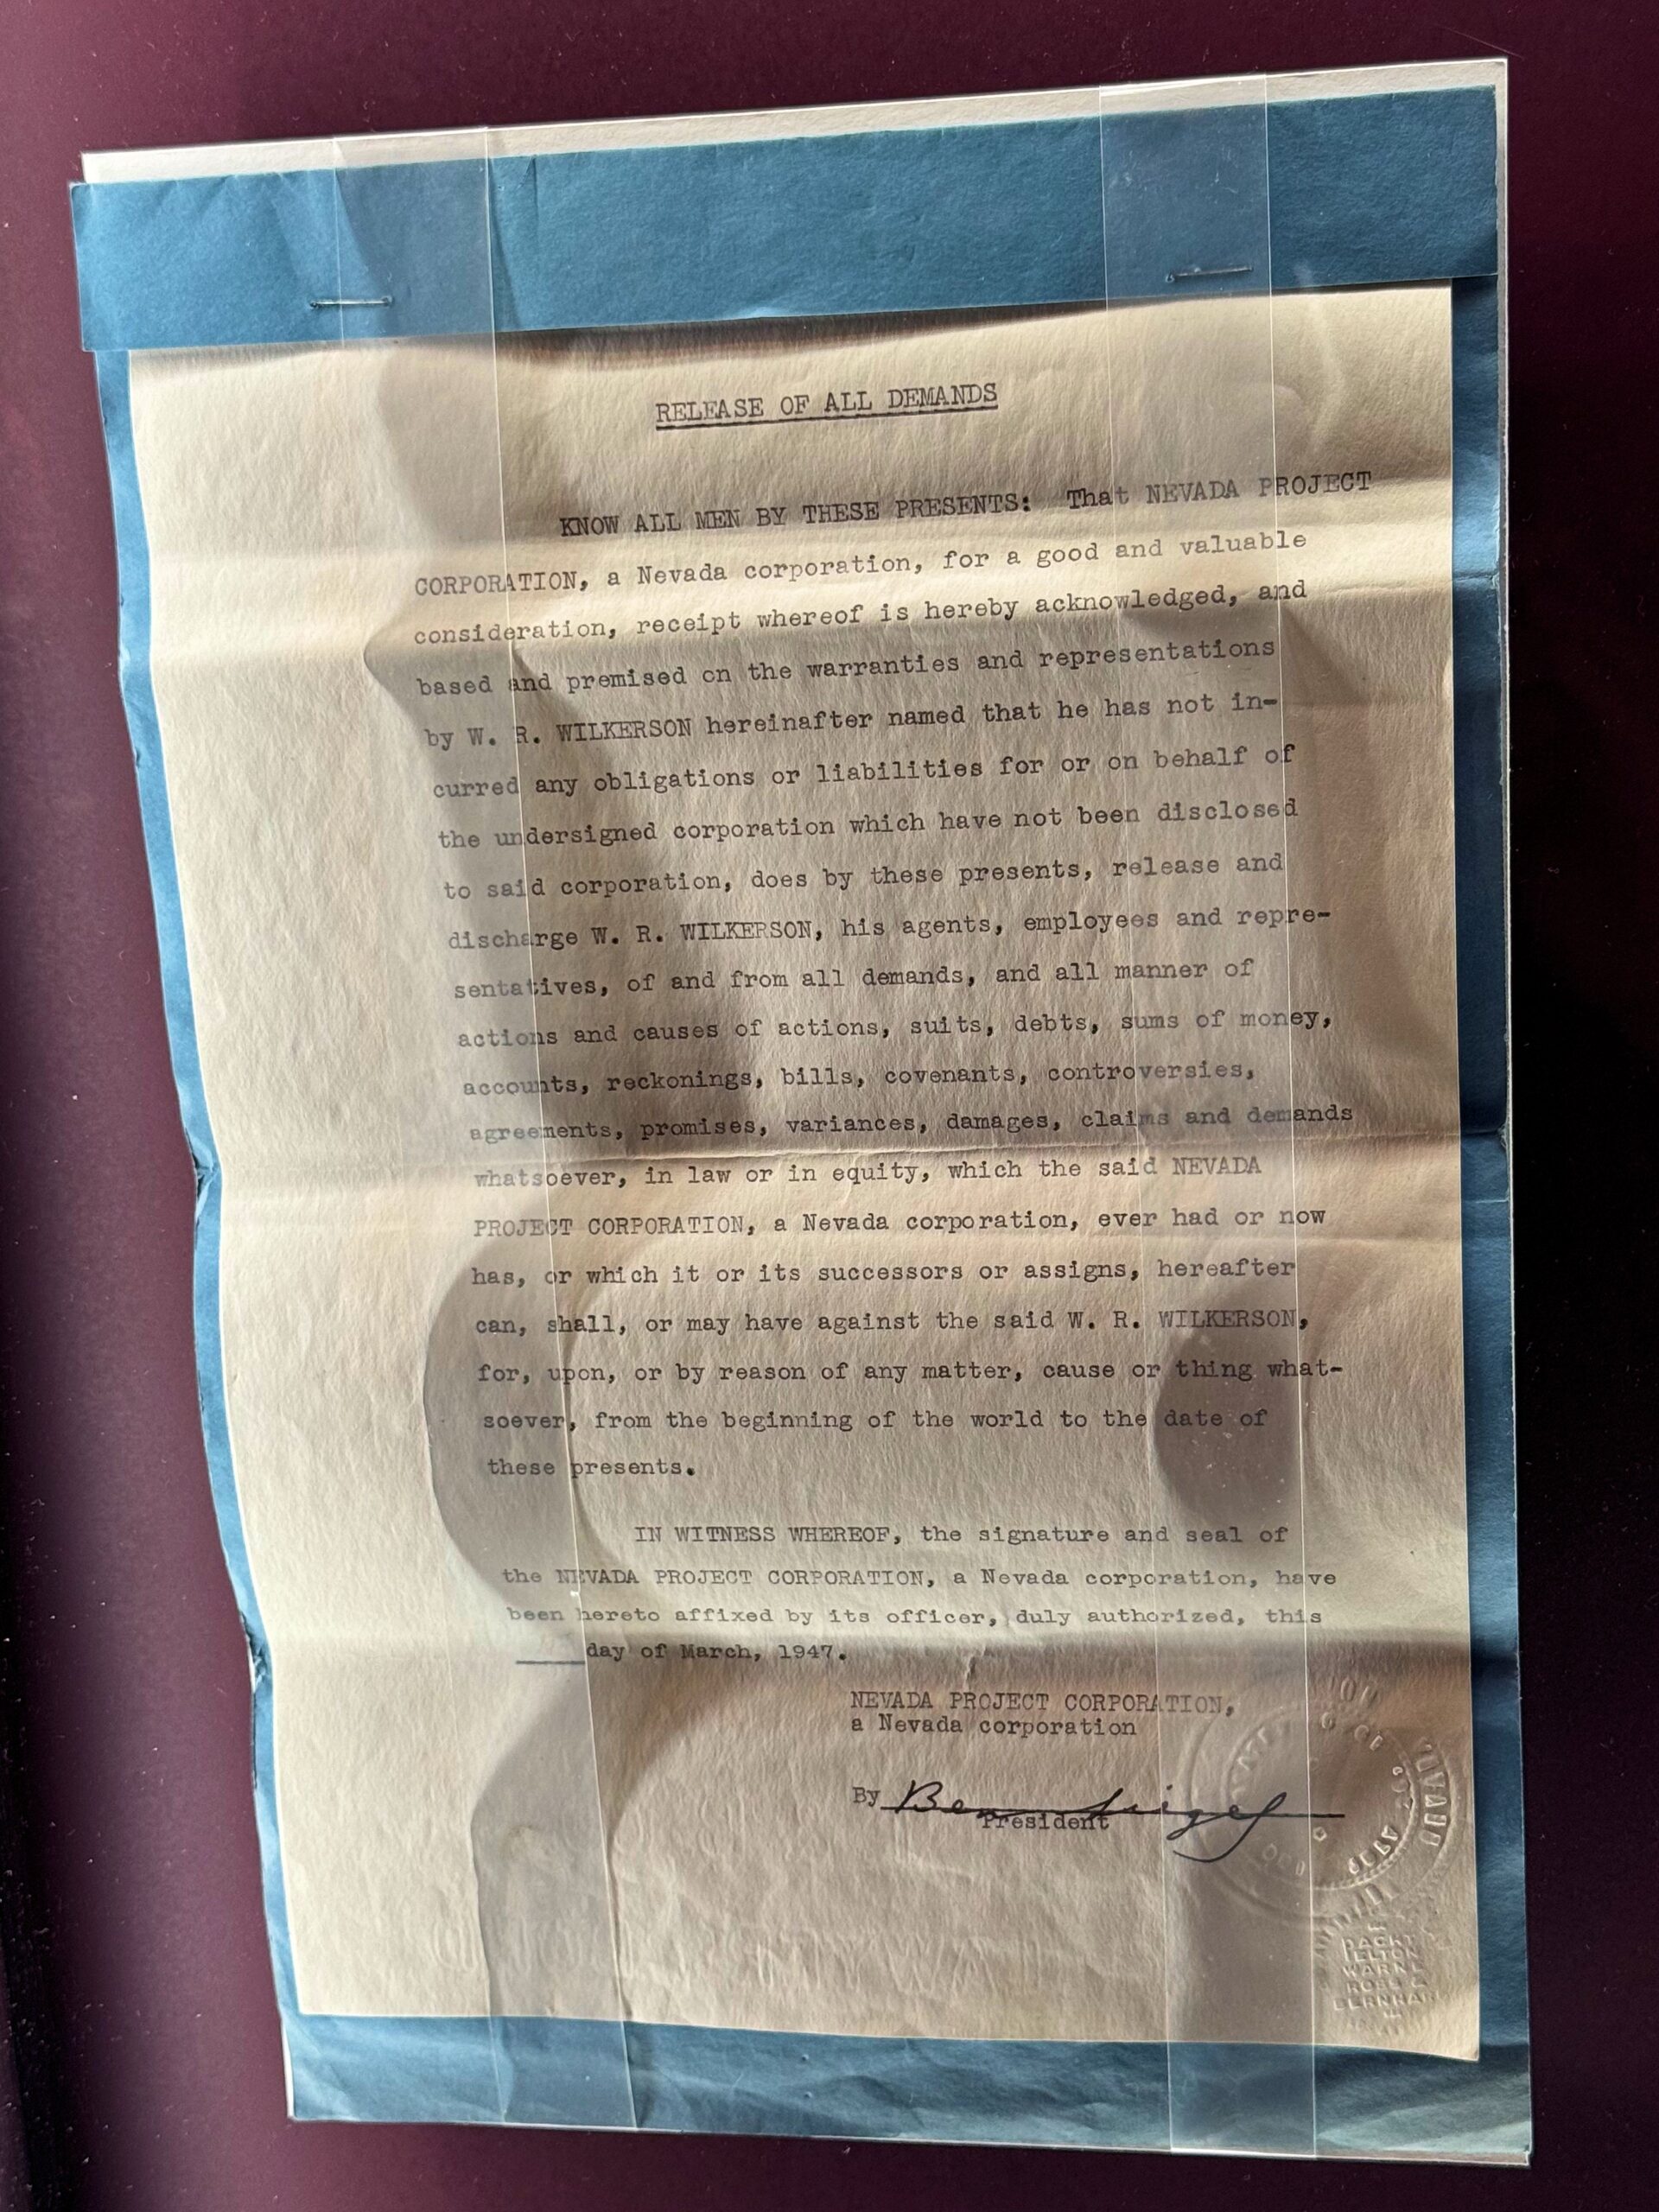 RELEASE OF ALL DEMANDS
KNOW ALL MEN BY THESE PRESENTS: That NEVADA PROJECT
CORPORATION, a Nevada corporation, for a good and valuable
consideration, receipt whereof is hereby acknowledged, and
based and premised on the warranties and representations
by W. R. WILKERSON hereinafter named that he has not in-
curred any obligations or liabilities for or on behalf of
the undersigned corporation which have not been disclosed
to said corporation, does by these presents, release and
discharge W. R. WILKERSON, his agents, employees and repre-
sentatives, of and from all demands, and all manner of
actions and causes of actions, suits, debts, sums of money,
accounts, reckonings, bills, covenants, controversies,
agreements, promises, variances, damages, claims and demands
whatsoever, in law or in equity, which the said NEVADA
PROJECT CORPORATION, a Nevada corporation, ever had or now
has, or which it or its successors or assigns, hereafter
can, shall, or may have against the said W. R. WILKERSON,
for, upon, or by reason of any matter, cause or thing what-
soever, from the beginning of the world to the date of
these presents.
IN WITNESS WHEREOF, the signature and seal of
the NEVADA PROJECT CORPORATION, a Nevada corporation, have
been hereto affixed by its officer, duly authorized, this
____day of March, 1947.
NEVADA PROJECT CORPORATION,
a Nevada corporation
By Ben Siegel
President